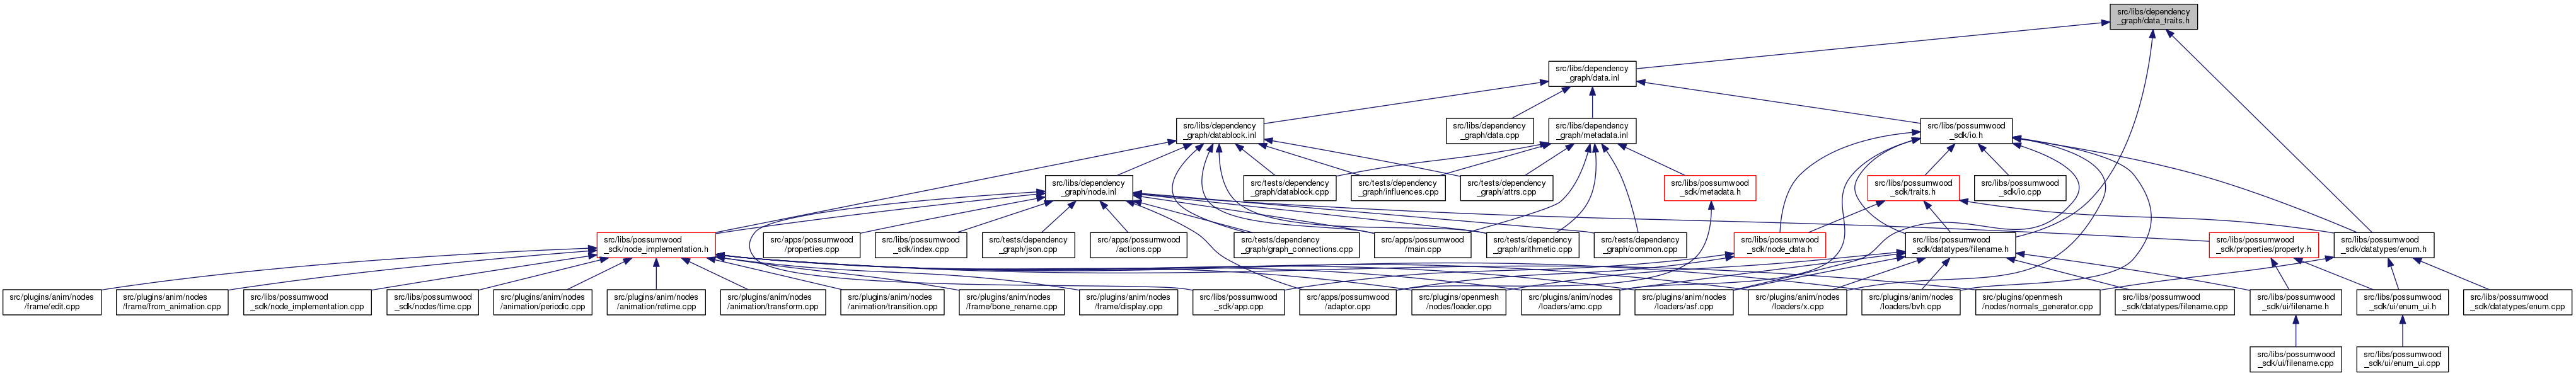 src/libs/dependency
_graph/data_traits.h
src/libs/dependency
_graph/data.inl
src/libs/dependency
_graph/datablock.inl
src/libs/dependency
_graph/data.cpp
src/libs/dependency
_graph/metadata.inl
src/libs/possumwood
_sdk/io.h
src/libs/dependency
_graph/node.inl
src/tests/dependency
_graph/datablock.cpp
src/tests/dependency
_graph/influences.cpp
src/tests/dependency
_graph/attrs.cpp
src/libs/possumwood
_sdk/metadata.h
src/libs/possumwood
_sdk/traits.h
src/libs/possumwood
_sdk/io.cpp
src/libs/possumwood
_sdk/node_implementation.h
src/apps/possumwood
/properties.cpp
src/libs/possumwood
_sdk/index.cpp
src/tests/dependency
_graph/json.cpp
src/apps/possumwood
/actions.cpp
src/tests/dependency
_graph/graph_connections.cpp
src/apps/possumwood
/main.cpp
src/tests/dependency
_graph/arithmetic.cpp
src/tests/dependency
_graph/common.cpp
src/libs/possumwood
_sdk/node_data.h
src/libs/possumwood
_sdk/datatypes/filename.h
src/libs/possumwood
_sdk/properties/property.h
src/libs/possumwood
_sdk/datatypes/enum.h
src/plugins/anim/nodes
/frame/edit.cpp
src/plugins/anim/nodes
/frame/from_animation.cpp
src/libs/possumwood
_sdk/node_implementation.cpp
src/libs/possumwood
_sdk/nodes/time.cpp
src/plugins/anim/nodes
/animation/periodic.cpp
src/plugins/anim/nodes
/animation/retime.cpp
src/plugins/anim/nodes
/animation/transform.cpp
src/plugins/anim/nodes
/animation/transition.cpp
src/plugins/anim/nodes
/frame/bone_rename.cpp
src/plugins/anim/nodes
/frame/display.cpp
src/libs/possumwood
_sdk/app.cpp
src/apps/possumwood
/adaptor.cpp
src/plugins/openmesh
/nodes/loader.cpp
src/plugins/anim/nodes
/loaders/amc.cpp
src/plugins/anim/nodes
/loaders/asf.cpp
src/plugins/anim/nodes
/loaders/x.cpp
src/plugins/anim/nodes
/loaders/bvh.cpp
src/plugins/openmesh
/nodes/normals_generator.cpp
src/libs/possumwood
_sdk/datatypes/filename.cpp
src/libs/possumwood
_sdk/ui/filename.h
src/libs/possumwood
_sdk/ui/enum_ui.h
src/libs/possumwood
_sdk/datatypes/enum.cpp
src/libs/possumwood
_sdk/ui/filename.cpp
src/libs/possumwood
_sdk/ui/enum_ui.cpp